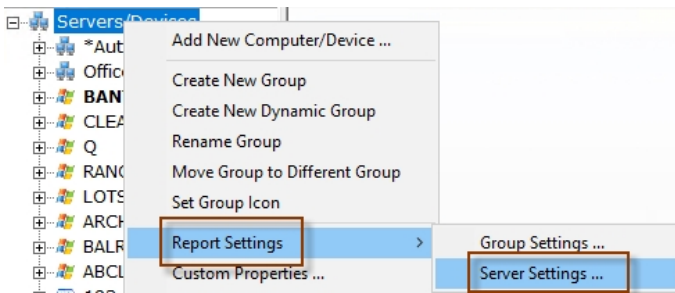 Servers/Devices
*Aut
Add New Computer/Device ...
Offic
Create New Group
BAN
Create New Dynamic Group
CLEA
Rename Group
Q
Move Group to Different Group
RANG
Set Group Icon
LOTS
ARCH
Report Settings >
Group Settings ...
BALR
Custom Properties ...
Server Settings ...
ABCL